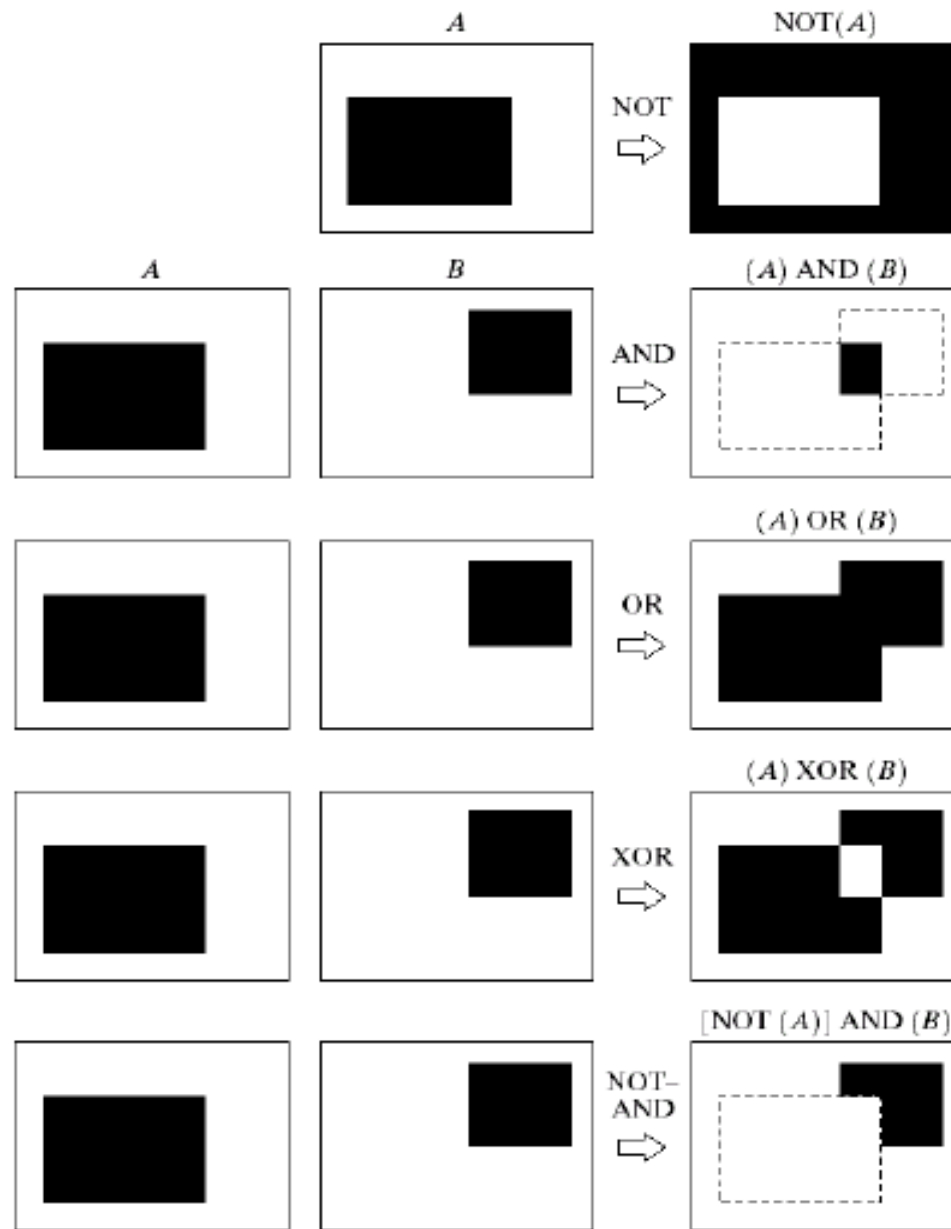 A NOT(A)
NOT
A B (A) AND (B)
AND
(A) OR (B)
OR
(A) XOR (B)
XOR
[NOT (A)] AND (B)
NOT–
AND